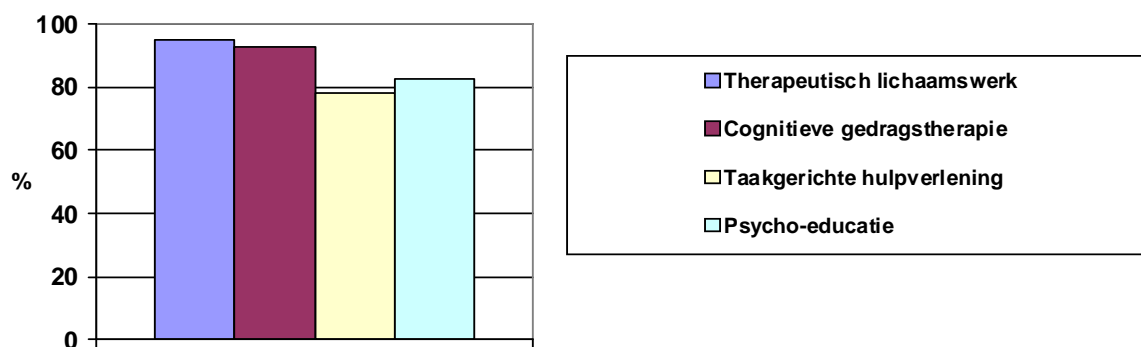 100
80
60
%
40
20
0
Therapeutisch lichaamswerk
Cognitieve gedragstherapie
Taakgerichte hulpverlening
Psycho-educatie